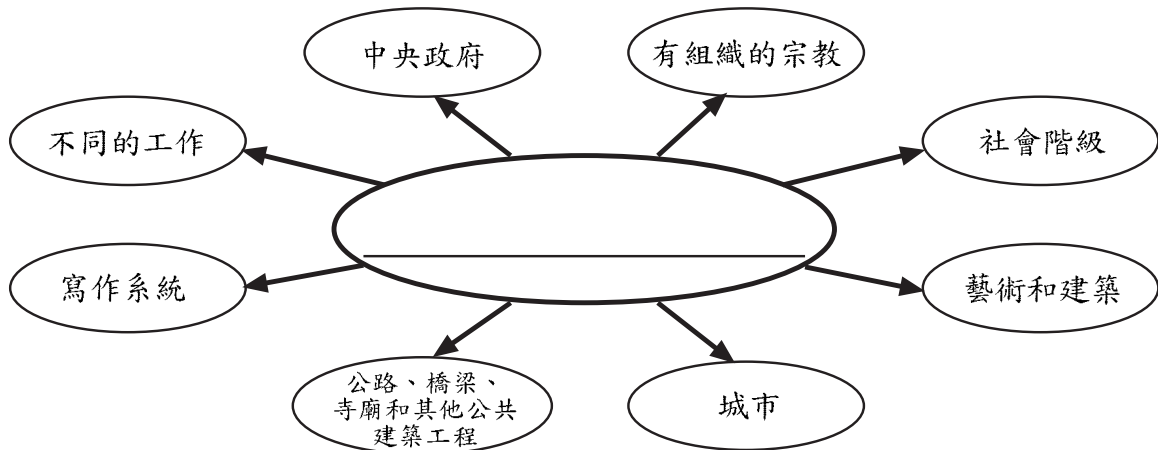 中央政府
有組織的宗教
不同的工作
社會階級
寫作系統
藝術和建築
公路、橋梁、
寺廟和其他公共
建築工程
城市